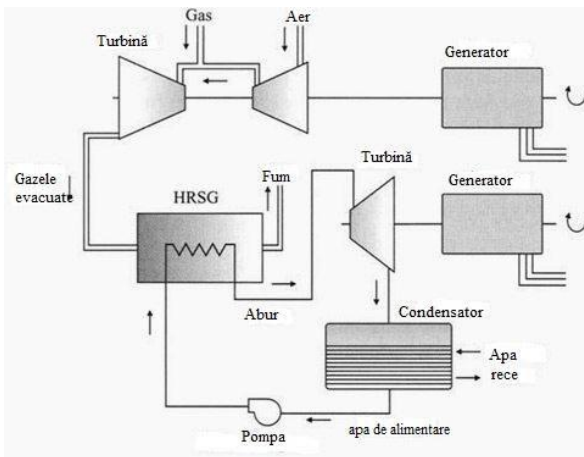 Gas
Aer
Turbină
Generator
Gazele
evacuate
HRSG
Fum
Turbină
Generator
Abur
Condensator
Apa
rece
Pompa
apa de alimentare